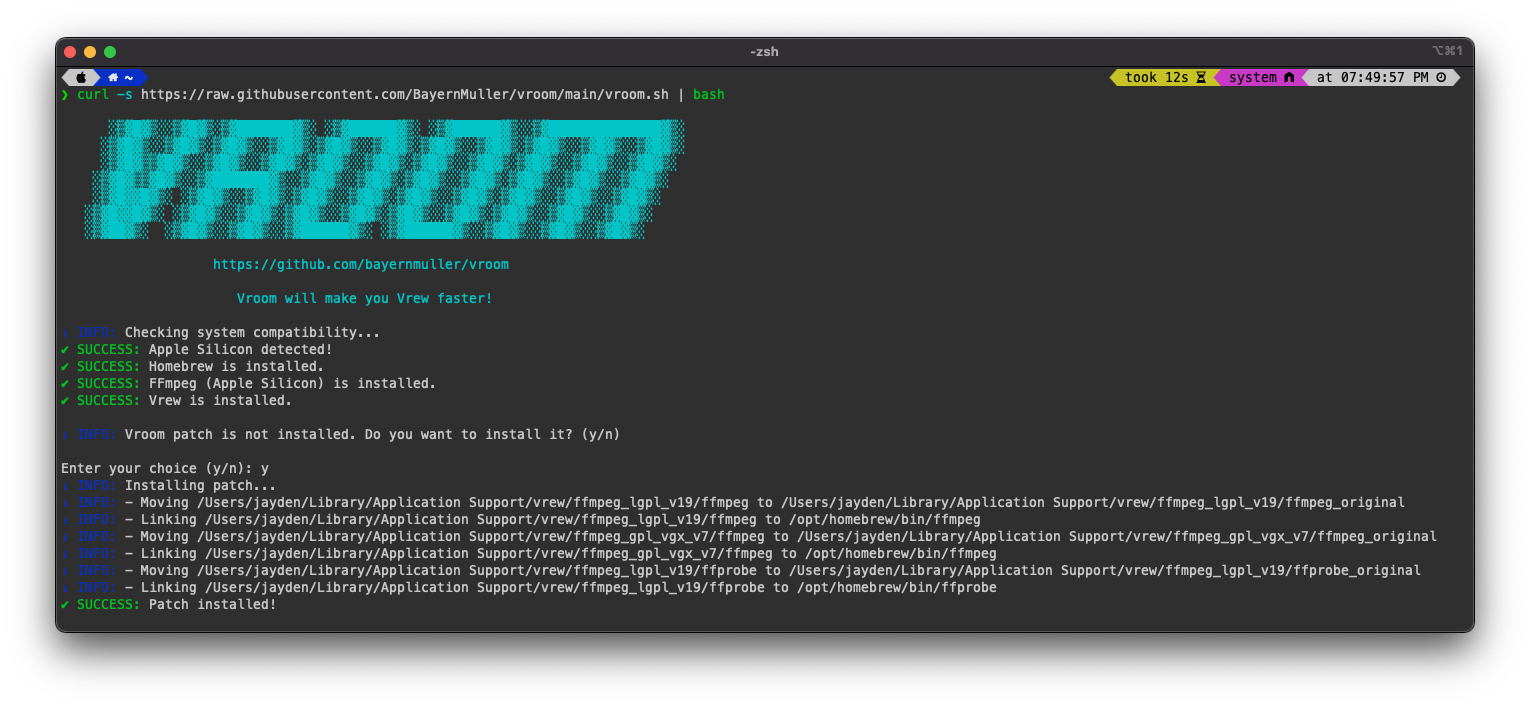 -zsh
⌥⌘1
~
took 12s
system
at 07:49:57 PM
❯ curl -s https://raw.githubusercontent.com/BayernMuller/vroom/main/vroom.sh | bash
VROOM
https://github.com/bayernmuller/vroom
Vroom will make you Vrew faster!
INFO: Checking system compatibility...
✔ SUCCESS: Apple Silicon detected!
✔ SUCCESS: Homebrew is installed.
✔ SUCCESS: FFmpeg (Apple Silicon) is installed.
✔ SUCCESS: Vrew is installed.
INFO: Vroom patch is not installed. Do you want to install it? (y/n)
Enter your choice (y/n): y
INFO: Installing patch...
INFO: - Moving /Users/jayden/Library/Application Support/vrew/ffmpeg_lgpl_v19/ffmpeg to /Users/jayden/Library/Application Support/vrew/ffmpeg_lgpl_v19/ffmpeg_original
INFO: - Linking /Users/jayden/Library/Application Support/vrew/ffmpeg_lgpl_v19/ffmpeg to /opt/homebrew/bin/ffmpeg
INFO: - Moving /Users/jayden/Library/Application Support/vrew/ffmpeg_gpl_vgx_v7/ffmpeg to /Users/jayden/Library/Application Support/vrew/ffmpeg_gpl_vgx_v7/ffmpeg_original
INFO: - Linking /Users/jayden/Library/Application Support/vrew/ffmpeg_gpl_vgx_v7/ffmpeg to /opt/homebrew/bin/ffmpeg
INFO: - Moving /Users/jayden/Library/Application Support/vrew/ffmpeg_lgpl_v19/ffprobe to /Users/jayden/Library/Application Support/vrew/ffmpeg_lgpl_v19/ffprobe_original
INFO: - Linking /Users/jayden/Library/Application Support/vrew/ffmpeg_lgpl_v19/ffprobe to /opt/homebrew/bin/ffprobe
✔ SUCCESS: Patch installed!